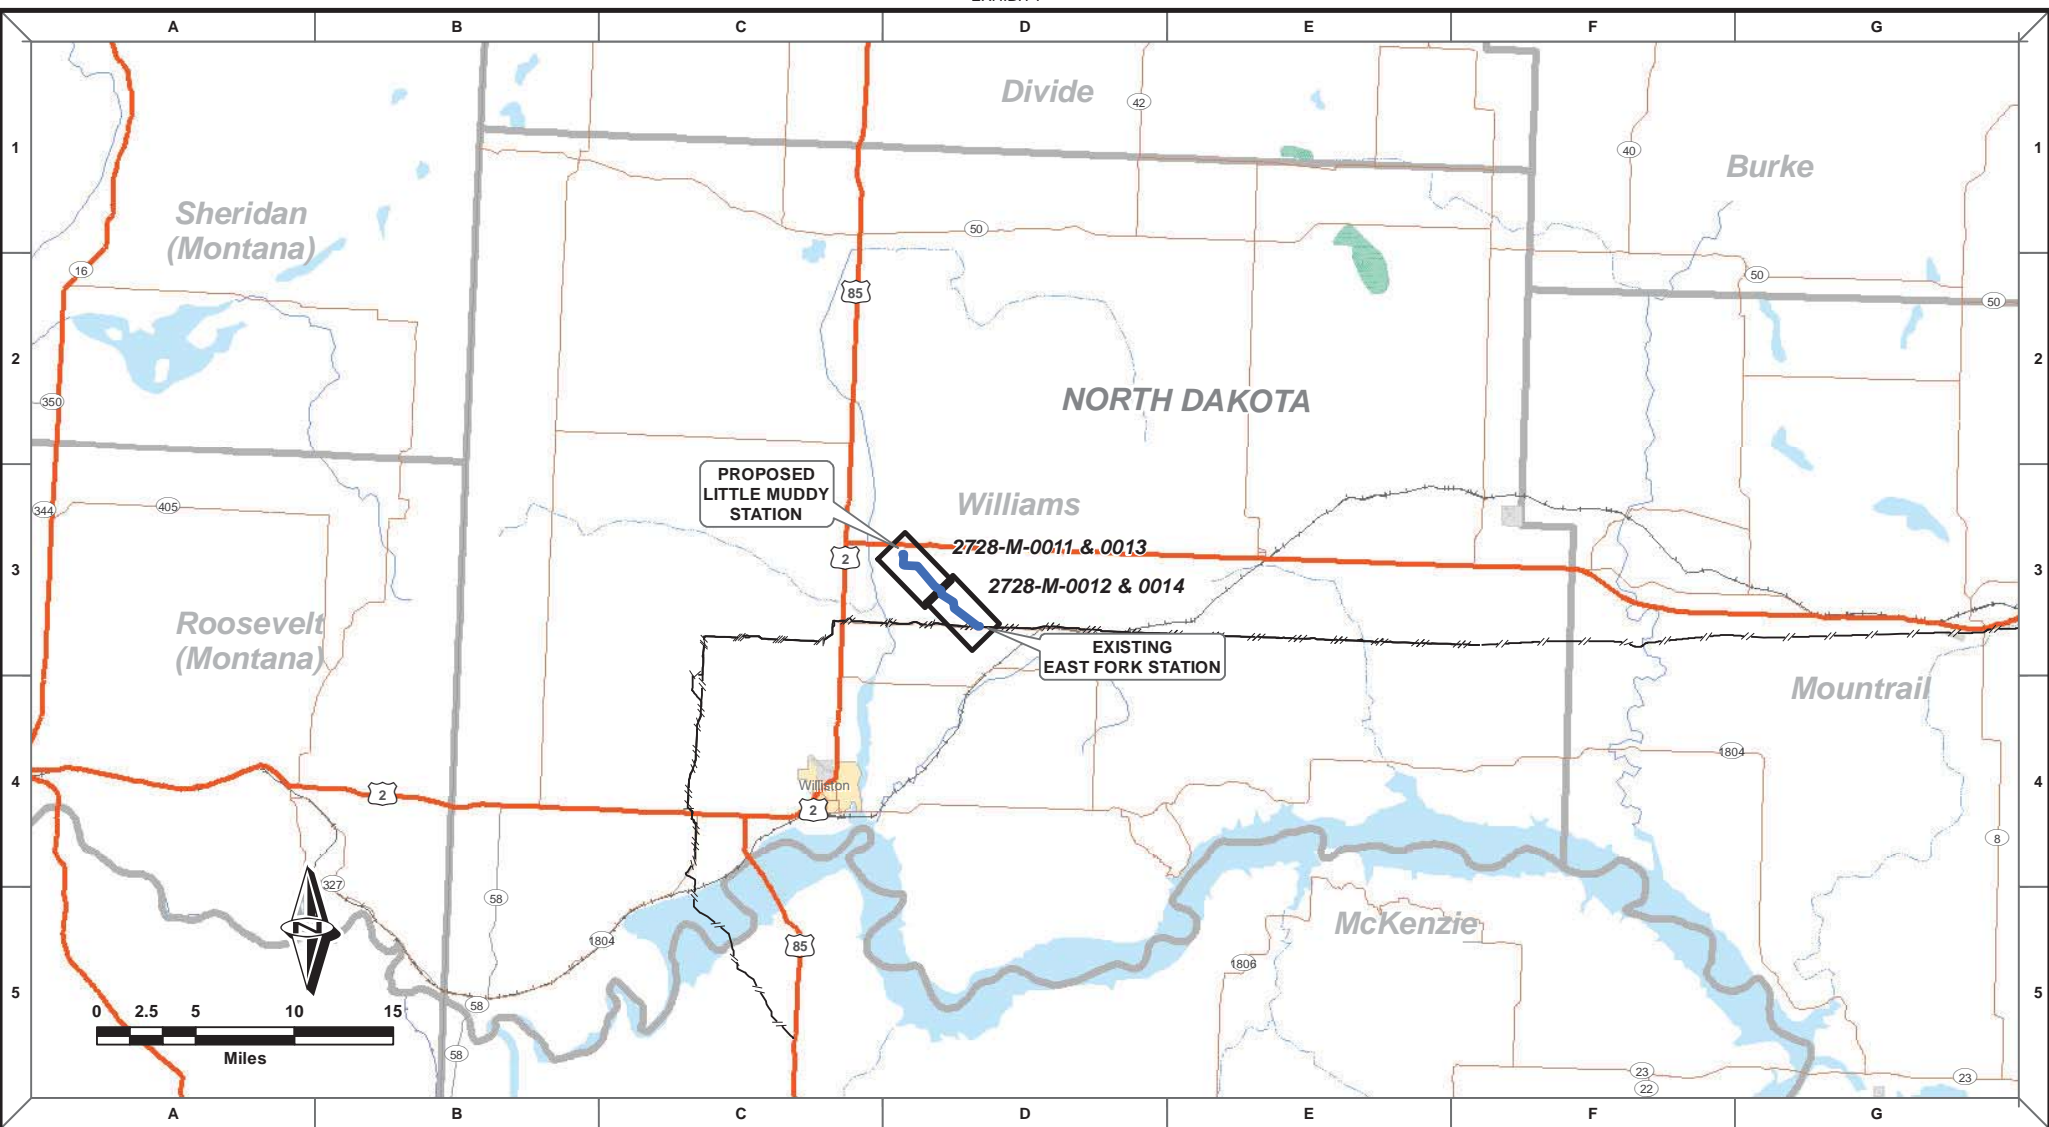 A B C D E F G
Divide
42
1 1
40
Burke
Sheridan
(Montana)
50
16
50
85
50
2 2
350
NORTH DAKOTA
PROPOSED
LITTLE MUDDY
STATION
Williams
344
405
2728-M-0011 & 0013
2
3 3
2728-M-0012 & 0014
Roosevelt
(Montana)
EXISTING
EAST FORK STATION
Mountrail
1804
4 4
Williston
2
2
8
327
58
N
McKenzie
1804
85
1806
5 5
58
0 2.5 5 10 15
Miles
58
23
22
23
A B C D E F G